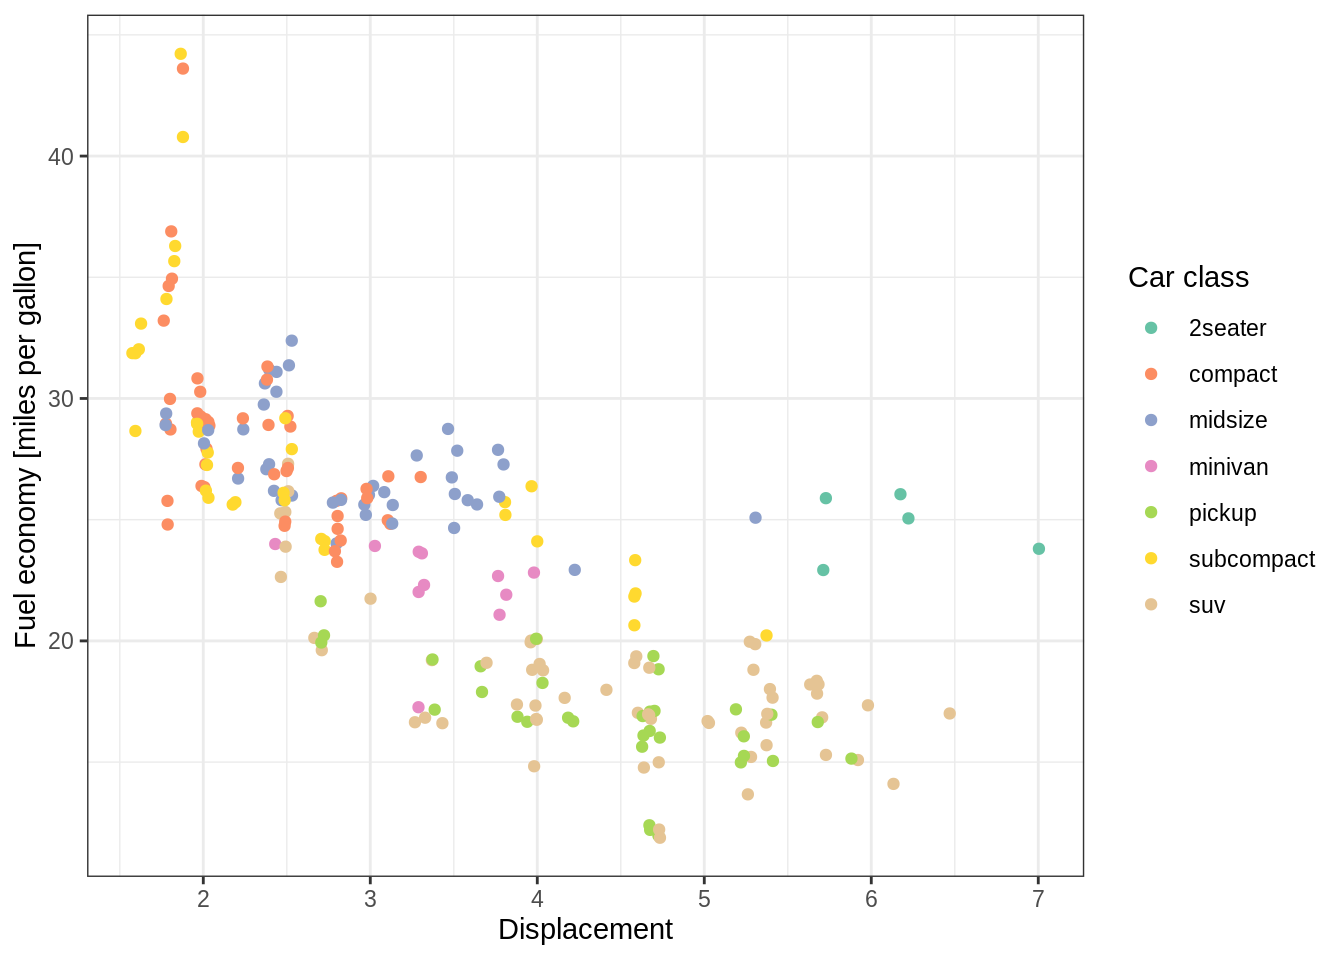 40
30
20
Fuel economy [miles per gallon]
2 3 4 5 6 7
Displacement
Car class
2seater
compact
midsize
minivan
pickup
subcompact
suv